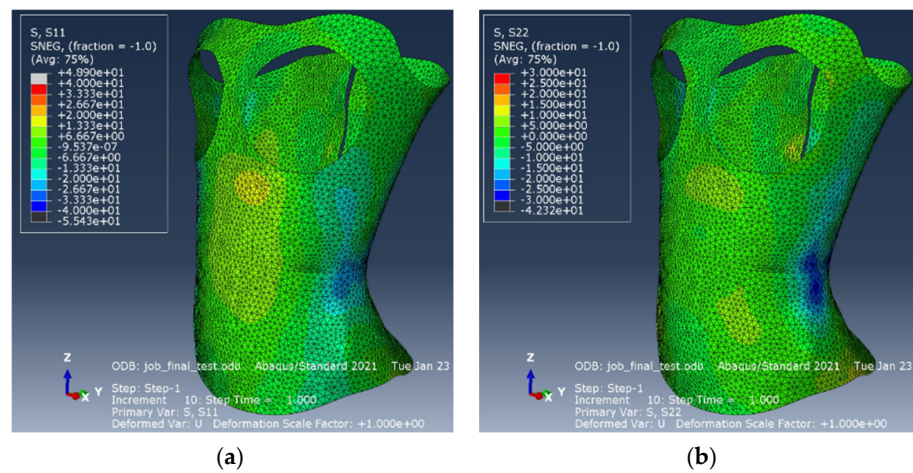 S, S11
SNEG, (fraction = -1.0)
(Avg: 75%)
+4.890e+01
+4.000e+01
+3.333e+01
+2.667e+01
+2.000e+01
+1.333e+01
+6.667e+00
-9.537e-07
-6.667e+00
-1.333e+01
-2.000e+01
-2.667e+01
-3.333e+01
-4.000e+01
-5.543e+01
Z
Y
X
ODB: job_final_test.odb Abaqus/Standard 2021 Tue Jan 23
Step: Step-1
Increment 10: Step Time = 1.000
Primary Var: S, S11
Deformed Var: U Deformation Scale Factor: +1.000e+00
(a)
S, S22
SNEG, (fraction = -1.0)
(Avg: 75%)
+3.000e+01
+2.500e+01
+2.000e+01
+1.500e+01
+1.000e+01
+5.000e+00
+0.000e+00
-5.000e+00
-1.000e+01
-1.500e+01
-2.000e+01
-2.500e+01
-3.000e+01
-4.232e+01
Z
Y
X
ODB: job_final_test.odb Abaqus/Standard 2021 Tue Jan 23
Step: Step-1
Increment 10: Step Time = 1.000
Primary Var: S, S22
Deformed Var: U Deformation Scale Factor: +1.000e+00
(b)